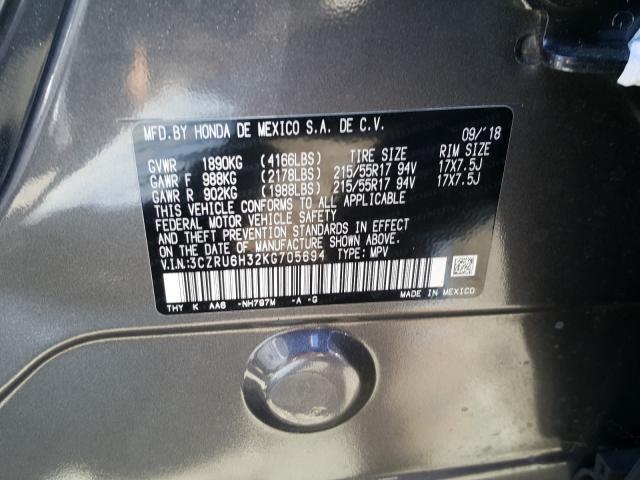 MFD.BY HONDA DE MEXICO S.A. DE C.V. 09/'18
GVWR 1890KG (4166LBS) TIRE SIZE RIM SIZE
GAWR F 988KG (2178LBS) 215/55R17 94V 17X7.5J
GAWR R 902KG (1988LBS) 215/55R17 94V 17X7.5J
THIS VEHICLE CONFORMS TO ALL APPLICABLE
FEDERAL MOTOR VEHICLE SAFETY
AND THEFT PREVENTION STANDARDS IN EFFECT
ON THE DATE OF MANUFACTURE SHOWN ABOVE.
V.I.N:3CZRU6H32KG705694 TYPE: MPV
THY K AA6 -NH797M -A -G MADE IN MEXICO